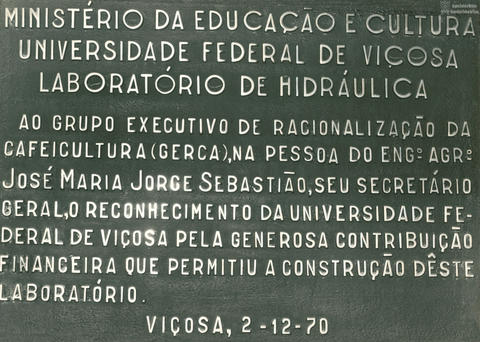 MINISTÉRIO DA EDUCAÇÃO E CULTURA
UNIVERSIDADE FEDERAL DE VIÇOSA
LABORATÓRIO DE HIDRÁULICA
AO GRUPO EXECUTIVO DE RACIONALIZAÇÃO DA
CAFEICULTURA (GERCA), NA PESSOA DO ENGº AGRº
JOSÉ MARIA JORGE SEBASTIÃO, SEU SECRETÁRIO
GERAL, O RECONHECIMENTO DA UNIVERSIDADE FE-
DERAL DE VIÇOSA PELA GENEROSA CONTRIBUIÇÃO
FINANCEIRA QUE PERMITIU A CONSTRUÇÃO DÊSTE
LABORATÓRIO.
VIÇOSA, 2-12-70